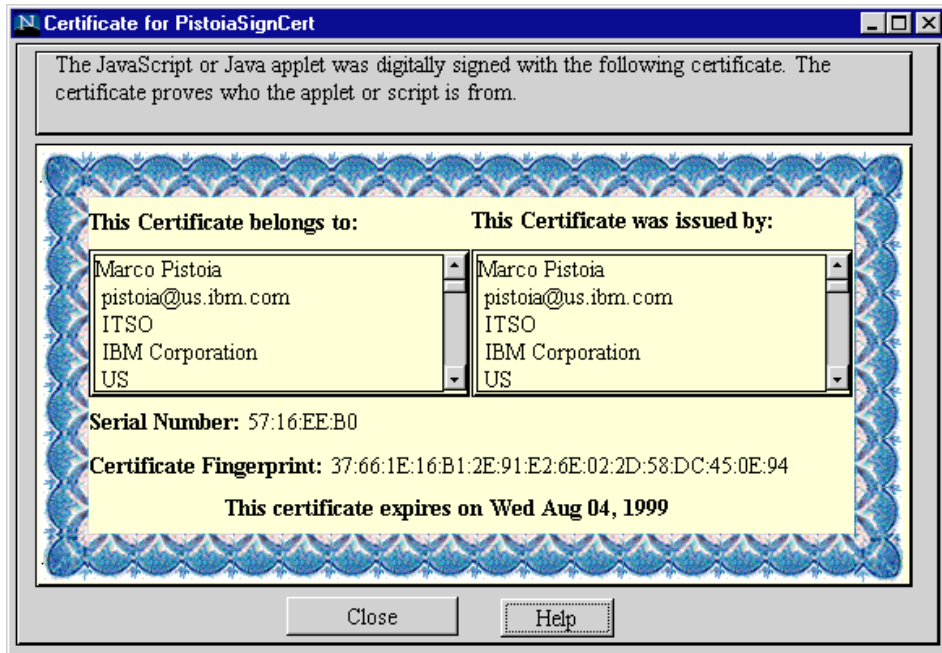 N Certificate for PistoiaSignCert
The JavaScript or Java applet was digitally signed with the following certificate. The
certificate proves who the applet or script is from.
This Certificate belongs to:
Marco Pistoia
pistoia@us.ibm.com
ITSO
IBM Corporation
US
This Certificate was issued by:
Marco Pistoia
pistoia@us.ibm.com
ITSO
IBM Corporation
US
Serial Number: 57:16:EE:B0
Certificate Fingerprint: 37:66:1E:16:B1:2E:91:E2:6E:02:2D:58:DC:45:0E:94
This certificate expires on Wed Aug 04, 1999
Close
Help